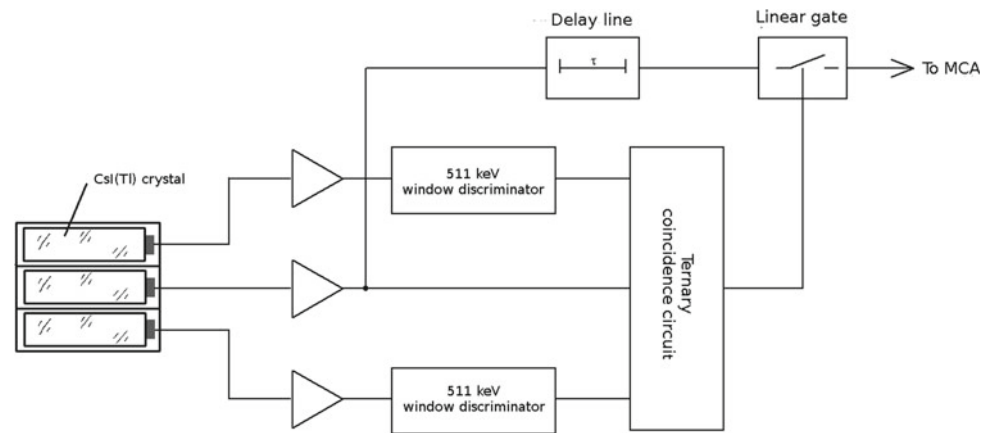 Delay line
Linear gate
τ
To MCA
CsI(Tl) crystal
511 keV
window discriminator
Ternary
coincidence circuit
511 keV
window discriminator